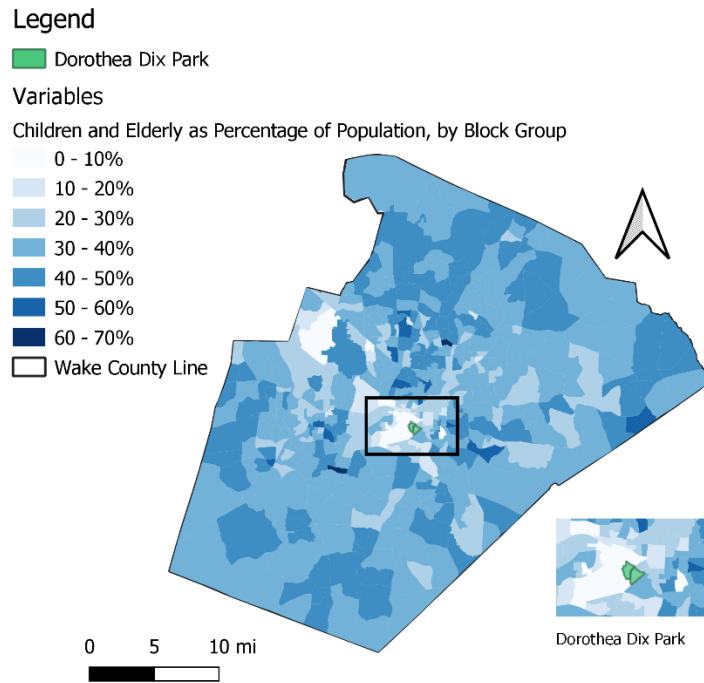 Legend
Dorothea Dix Park
Variables
Children and Elderly as Percentage of Population, by Block Group
0 - 10%
10 - 20%
20 - 30%
30 - 40%
40 - 50%
50 - 60%
60 - 70%
Wake County Line
Dorothea Dix Park
0 5 10 mi